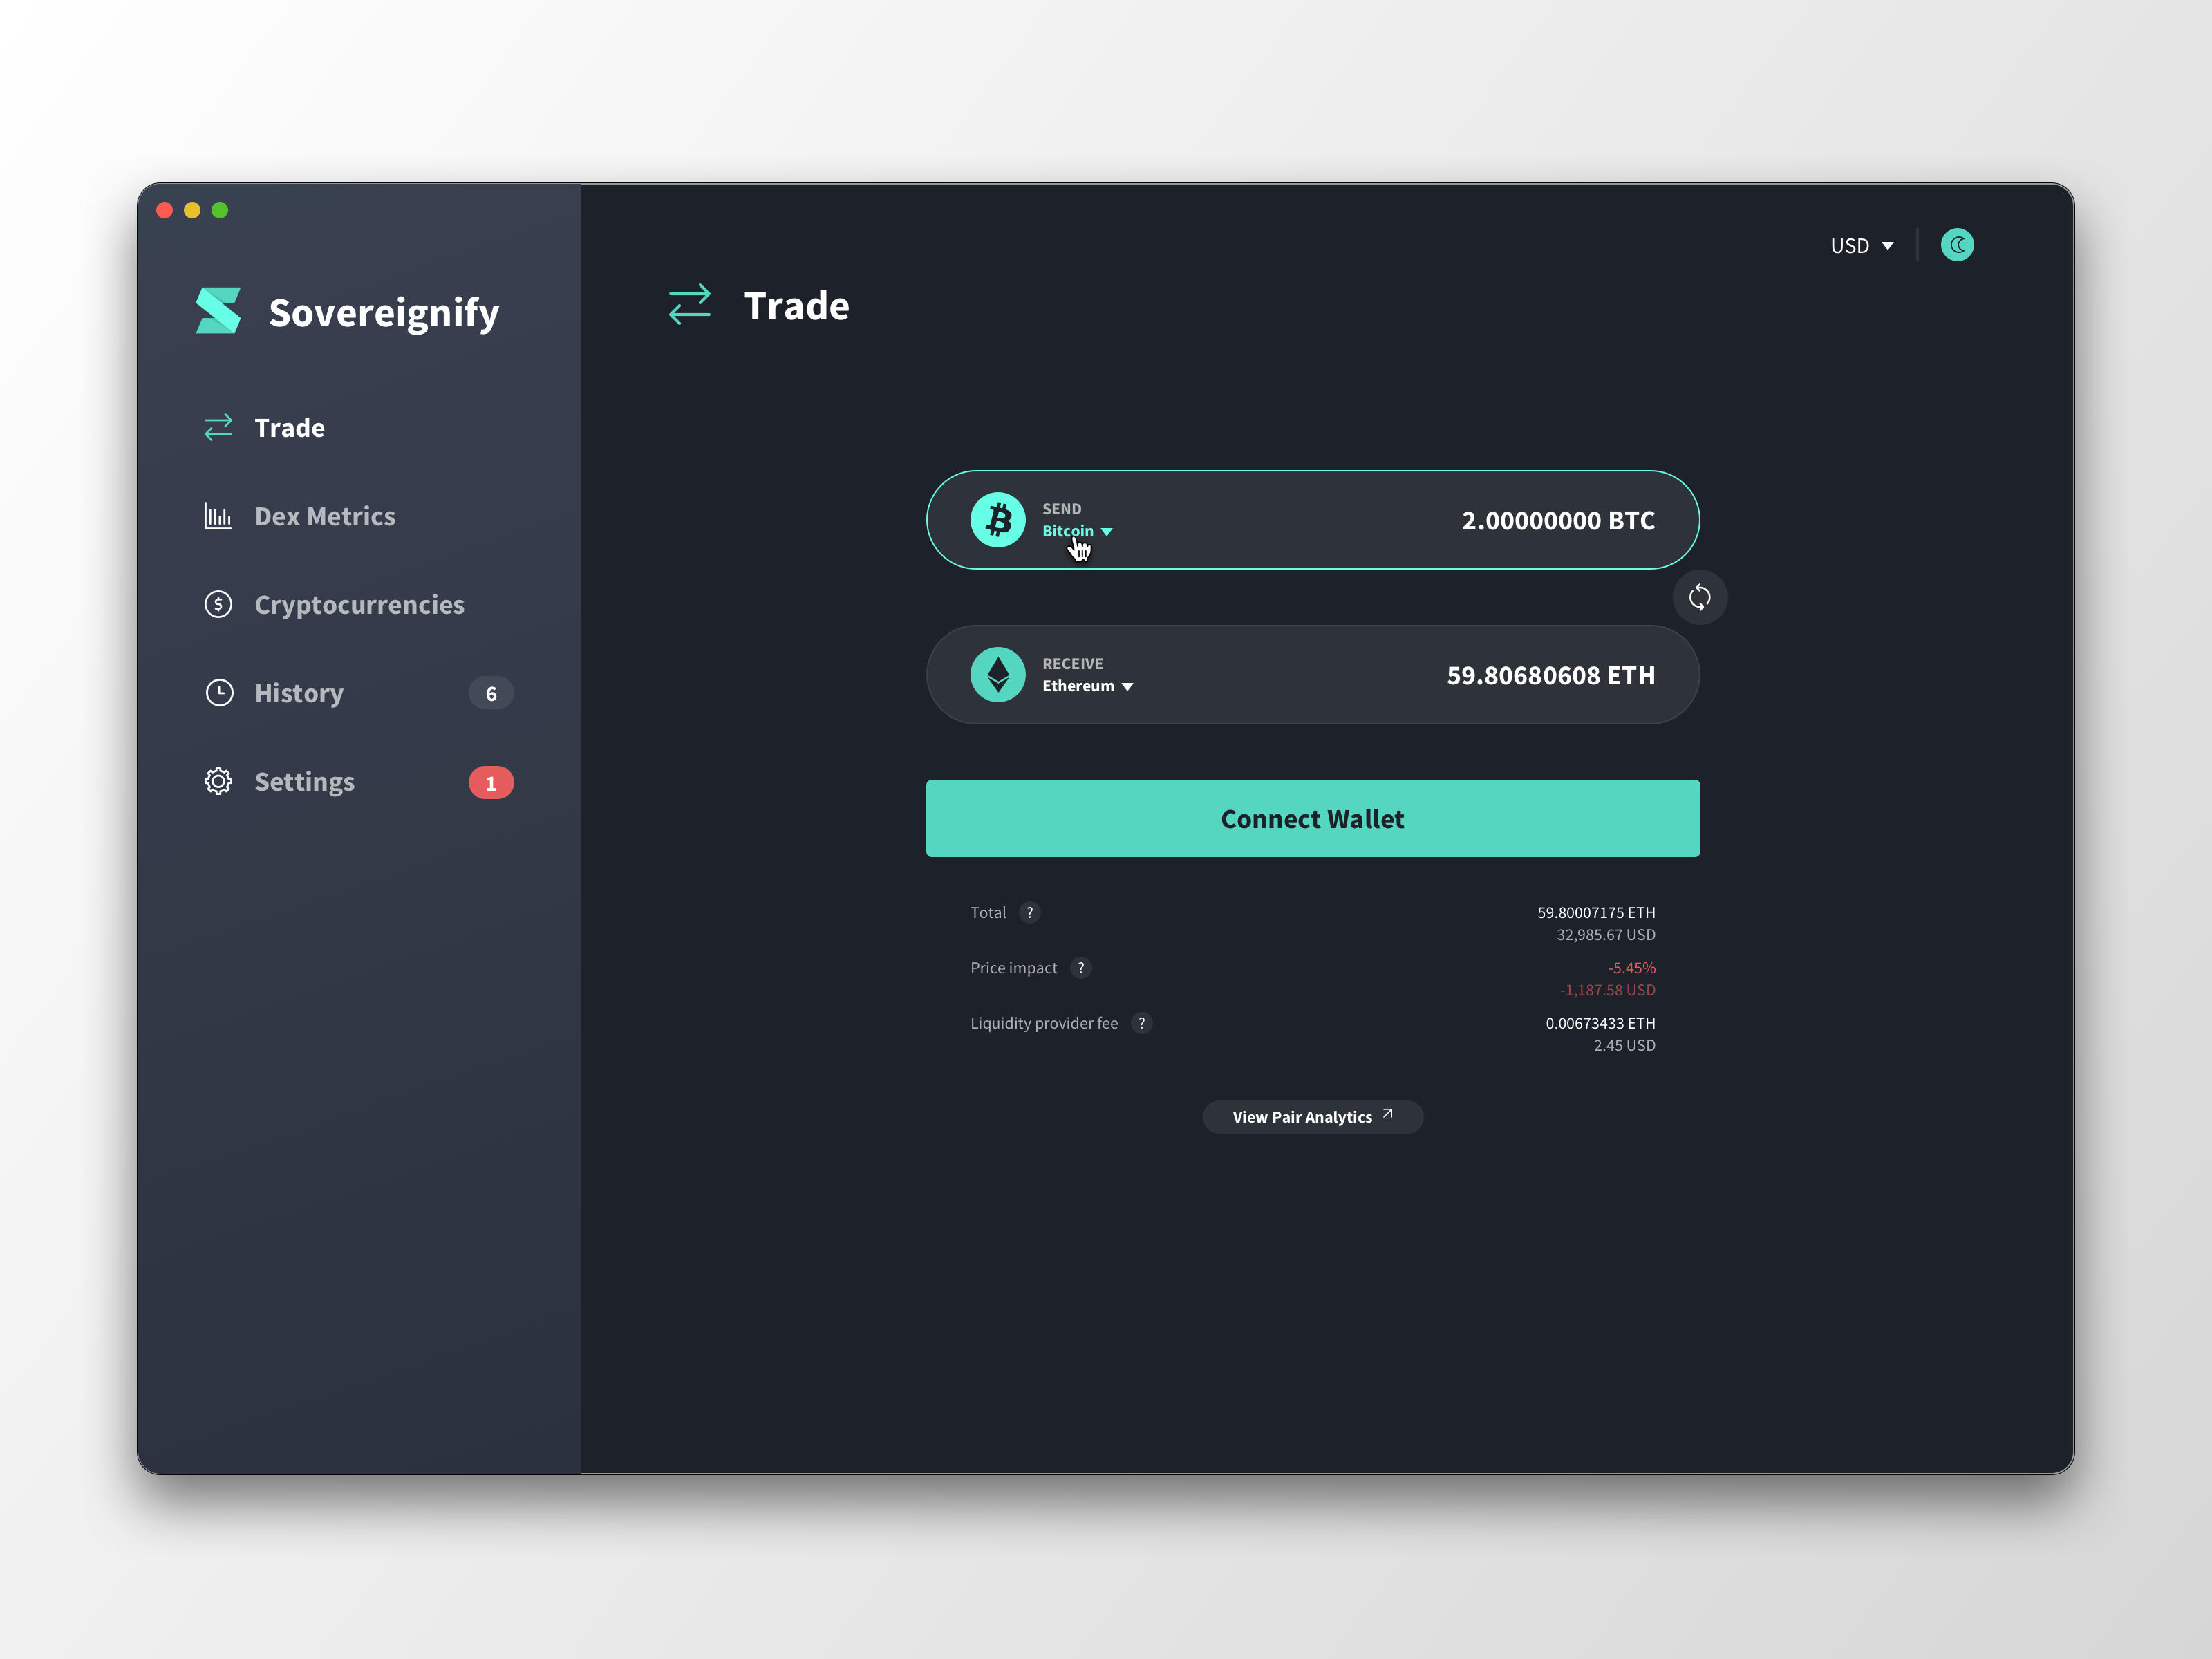 Sovereignify
Trade
Dex Metrics
Cryptocurrencies
History 6
Settings 1
USD
Trade
SEND
Bitcoin
2.00000000 BTC
RECEIVE
Ethereum
59.80680608 ETH
Connect Wallet
Total ? 59.80007175 ETH
32,985.67 USD
Price impact ? -5.45%
-1,187.58 USD
Liquidity provider fee ? 0.00673433 ETH
2.45 USD
View Pair Analytics